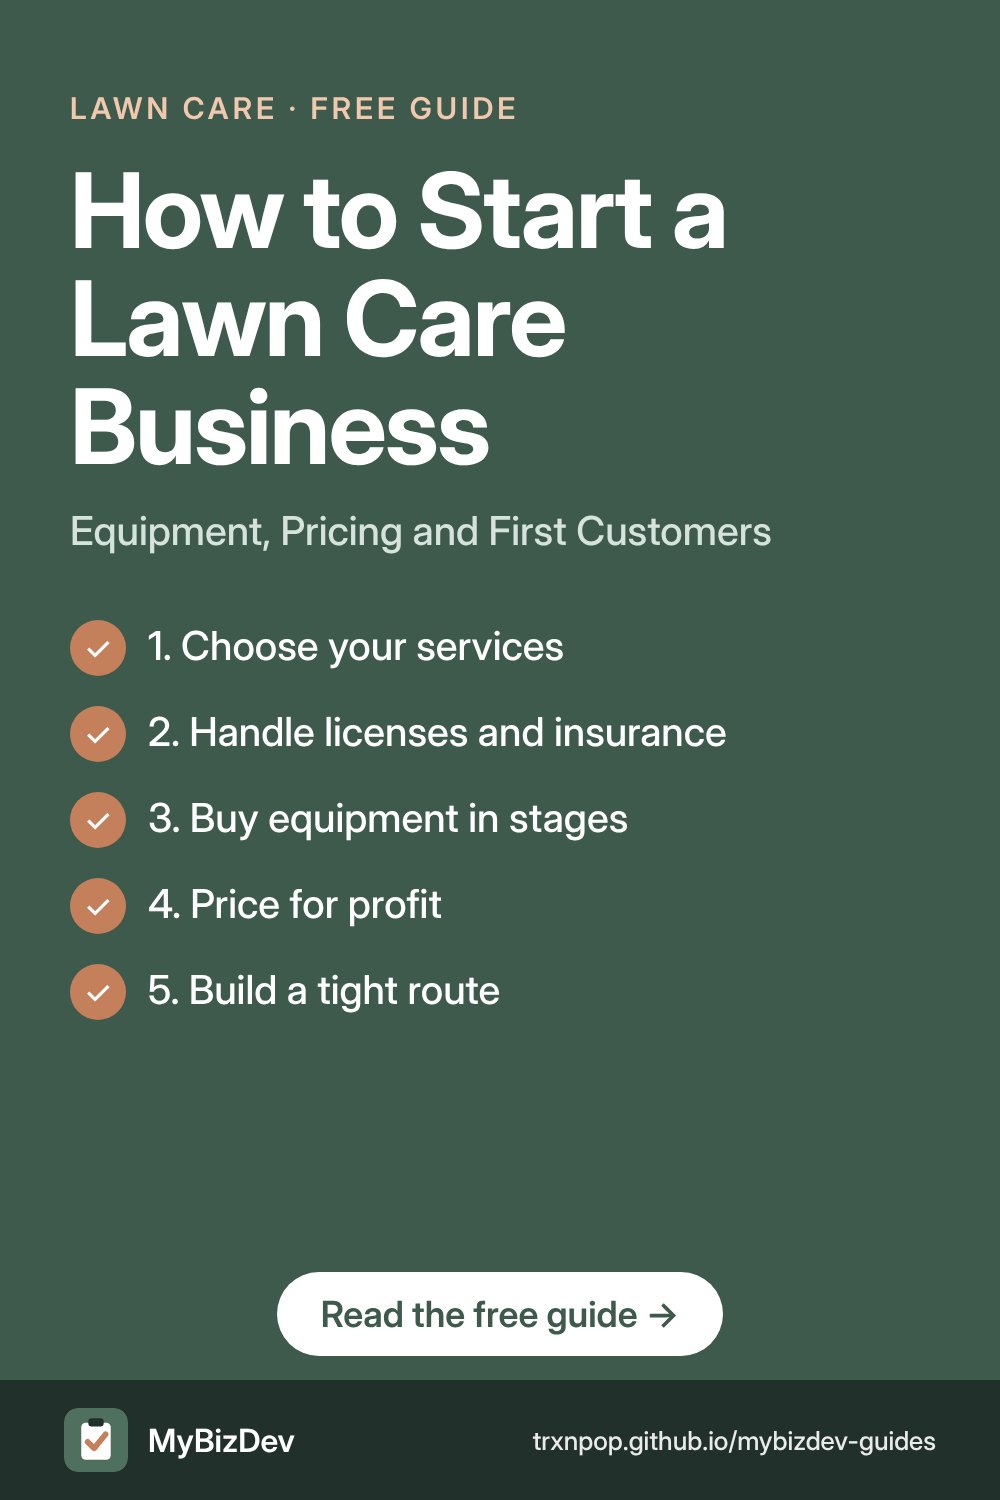 LAWN CARE · FREE GUIDE
How to Start a
Lawn Care
Business
Equipment, Pricing and First Customers
1. Choose your services
2. Handle licenses and insurance
3. Buy equipment in stages
4. Price for profit
5. Build a tight route
Read the free guide →
MyBizDev
trxnpop.github.io/mybizdev-guides